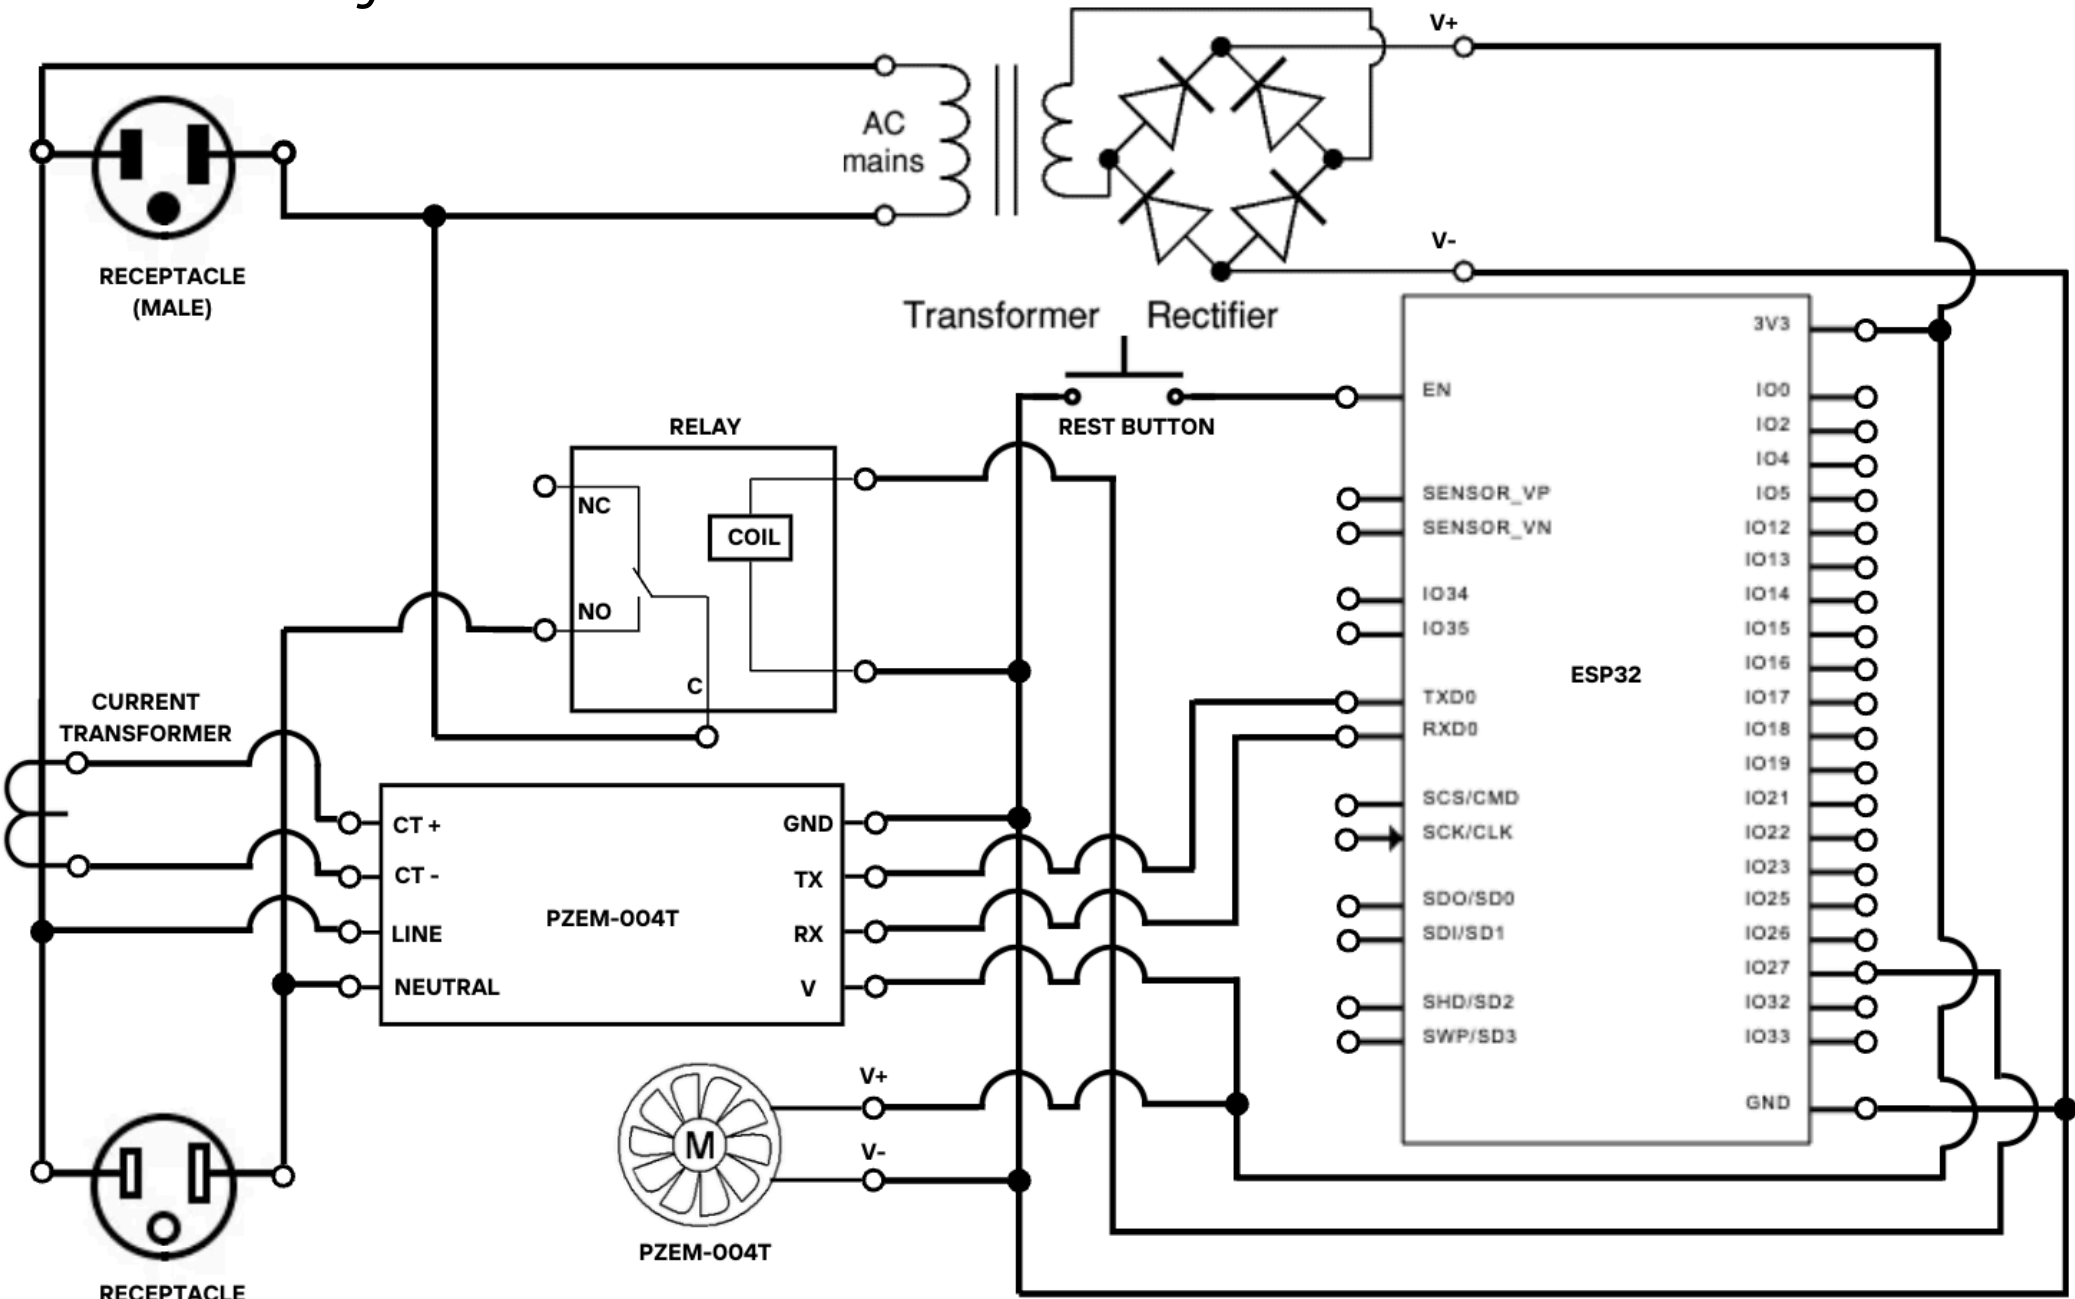 V+
AC
mains
V-
RECEPTACLE
(MALE)
Transformer
Rectifier
3V3
EN
IO0
REST BUTTON
RELAY
IO2
IO4
NC
SENSOR_VP
IO5
COIL
SENSOR_VN
IO12
IO13
NO
IO34
IO14
IO35
IO15
IO16
ESP32
C
CURRENT
TRANSFORMER
TXD0
IO17
RXD0
IO18
IO19
CT +
GND
SCS/CMD
IO21
SCK/CLK
IO22
CT -
TX
IO23
PZEM-004T
SDO/SD0
IO25
LINE
RX
SDI/SD1
IO26
NEUTRAL
V
IO27
SHD/SD2
IO32
SWP/SD3
IO33
V+
GND
M
V-
PZEM-004T
RECEPTACLE